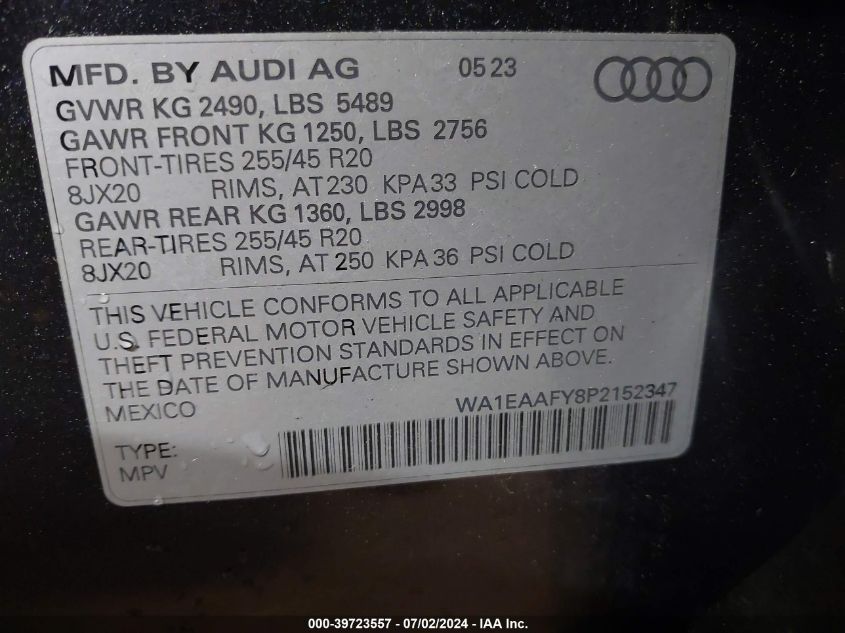 MFD. BY AUDI AG 0523
GVWR KG 2490, LBS 5489
GAWR FRONT KG 1250, LBS 2756
FRONT-TIRES 255/45 R20
8JX20 RIMS, AT 230 KPA 33 PSI COLD
GAWR REAR KG 1360, LBS 2998
REAR-TIRES 255/45 R20
8JX20 RIMS, AT 250 KPA 36 PSI COLD
THIS VEHICLE CONFORMS TO ALL APPLICABLE
U.S. FEDERAL MOTOR VEHICLE SAFETY AND
THEFT PREVENTION STANDARDS IN EFFECT ON
THE DATE OF MANUFACTURE SHOWN ABOVE.
MEXICO WA1EAAFY8P2152347
TYPE:
MPV
000-39723557 - 07/02/2024 - IAA Inc.